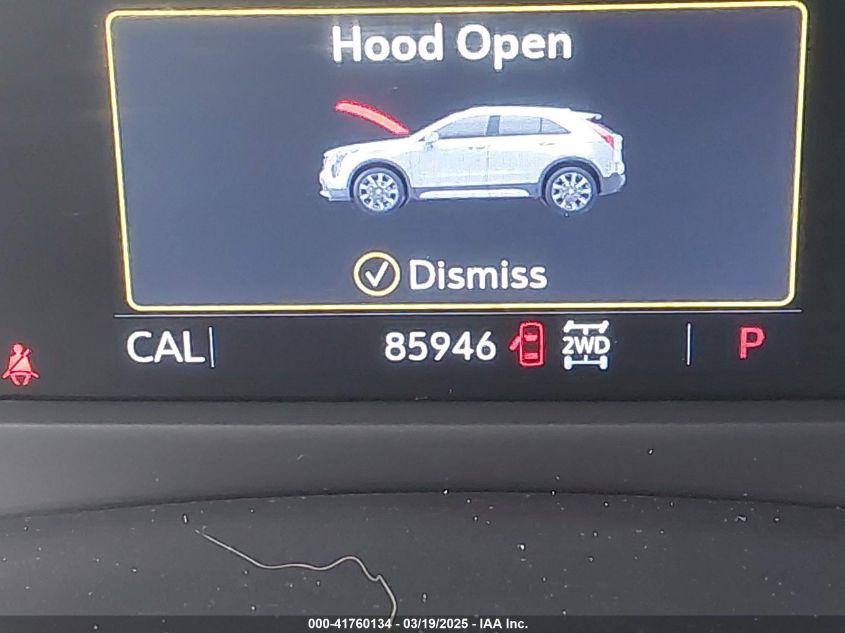 Hood Open
Dismiss
CAL 85946 2WD P
000-41760134 - 03/19/2025 - IAA Inc.